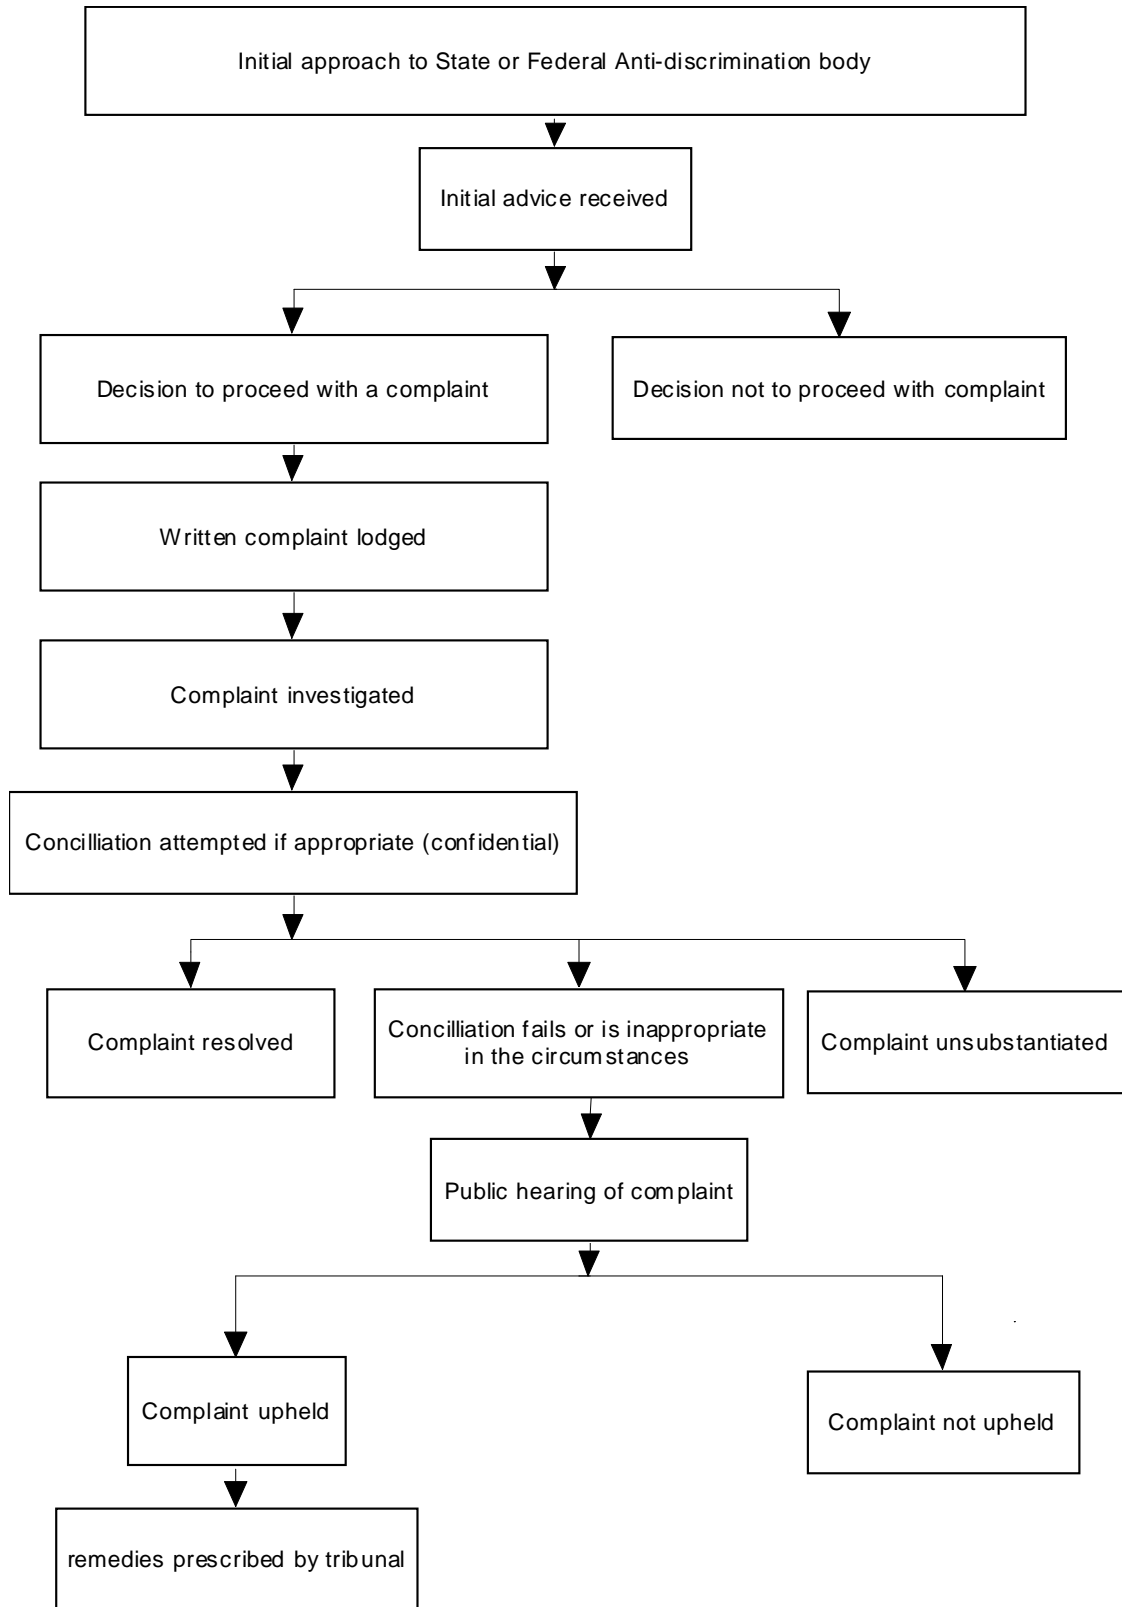 Initial approach to State or Federal Anti-discrimination body
Initial advice received
Decision to proceed with a complaint
Decision not to proceed with complaint
Written complaint lodged
Complaint investigated
Concilliation attempted if appropriate (confidential)
Complaint resolved
Concilliation fails or is inappropriate
in the circumstances
Complaint unsubstantiated
Public hearing of complaint
Complaint upheld
Complaint not upheld
remedies prescribed by tribunal